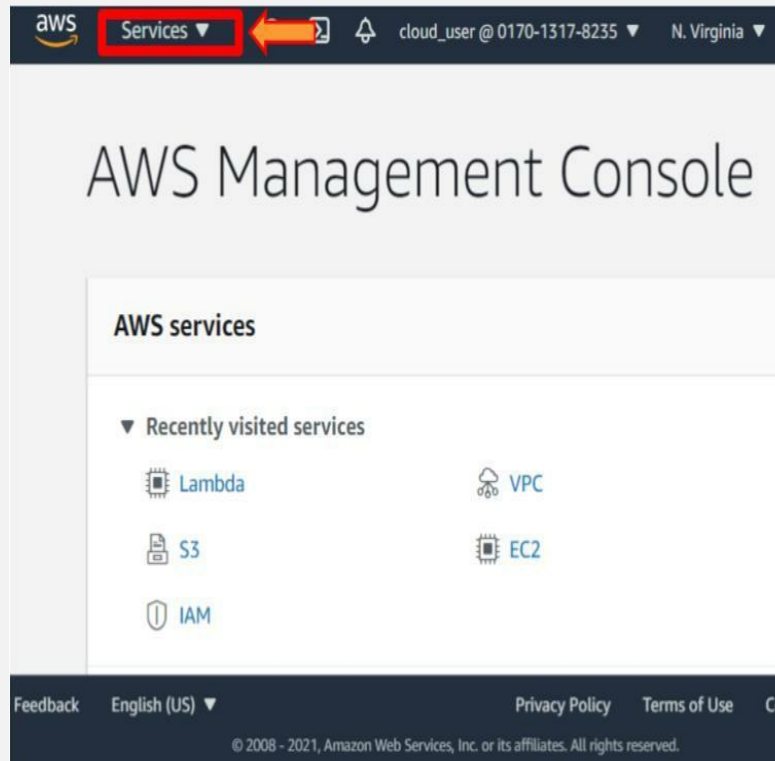 aws Services ▼ cloud_user @ 0170-1317-8235 ▼ N. Virginia ▼
AWS Management Console
AWS services
▼ Recently visited services
Lambda VPC
S3 EC2
IAM
Feedback English (US) ▼ Privacy Policy Terms of Use
© 2008 - 2021, Amazon Web Services, Inc. or its affiliates. All rights reserved.